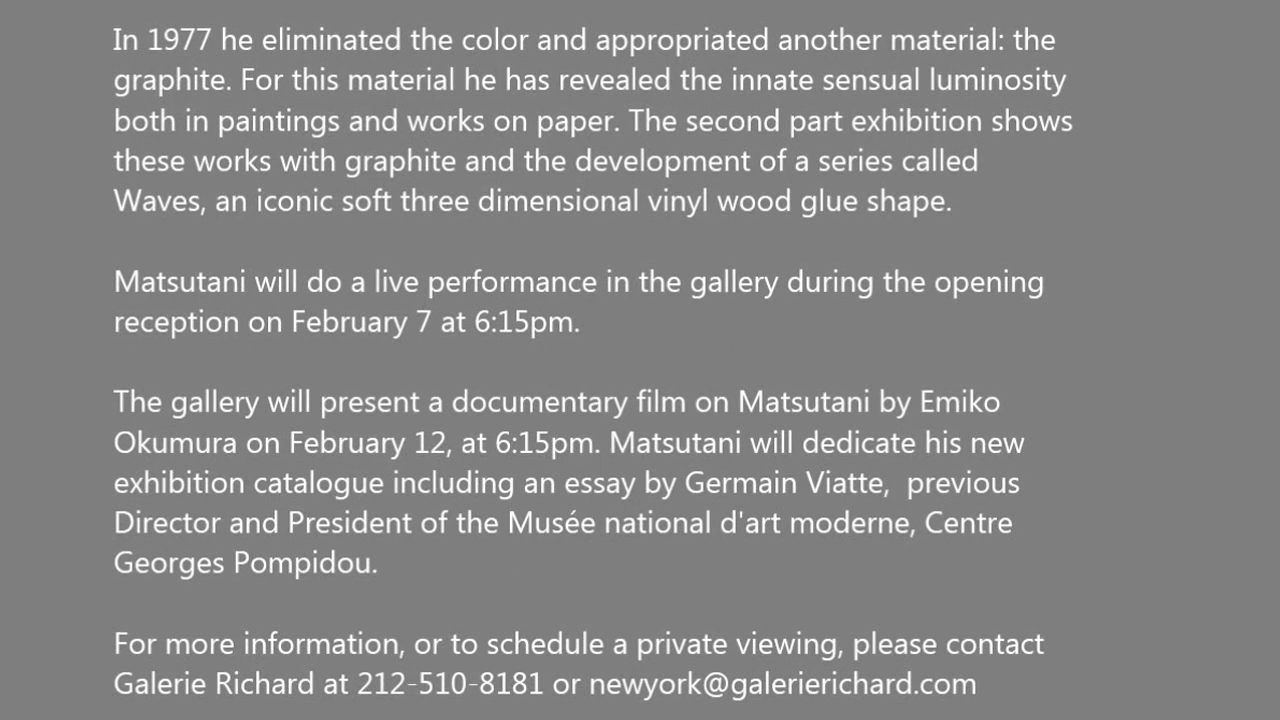 In 1977 he eliminated the color and appropriated another material: the
graphite. For this material he has revealed the innate sensual luminosity
both in paintings and works on paper. The second part exhibition shows
these works with graphite and the development of a series called
Waves, an iconic soft three dimensional vinyl wood glue shape.
Matsutani will do a live performance in the gallery during the opening
reception on February 7 at 6:15pm.
The gallery will present a documentary film on Matsutani by Emiko
Okumura on February 12, at 6:15pm. Matsutani will dedicate his new
exhibition catalogue including an essay by Germain Viatte,  previous
Director and President of the Musée national d'art moderne, Centre
Georges Pompidou.
For more information, or to schedule a private viewing, please contact
Galerie Richard at 212-510-8181 or newyork@galerierichard.com